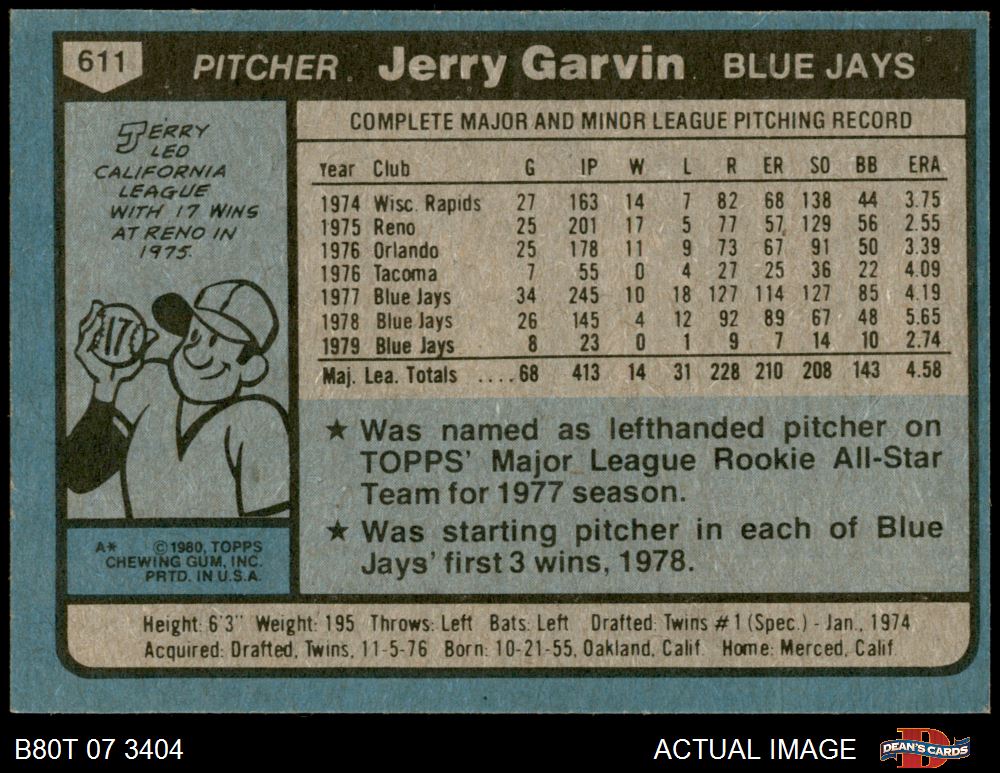 611 PITCHER. Jerry Garvin BLUE JAYS
JERRY
LED
CALIFORNIA
LEAGUE
WITH 17 WINS
AT RENO IN
1975.
17
A* ©1980, TOPPS
CHEWING GUM, INC.
PRTD. IN U.S.A.
COMPLETE MAJOR AND MINOR LEAGUE PITCHING RECORD
Year Club G IP W L R ER SO BB ERA
1974 Wisc. Rapids 27 163 14 7 82 68 138 44 3.75
1975 Reno 25 201 17 5 77 57 129 56 2.55
1976 Orlando 25 178 11 9 73 67 91 50 3.39
1976 Tacoma 7 55 0 4 27 25 36 22 4.09
1977 Blue Jays 34 245 10 18 127 114 127 85 4.19
1978 Blue Jays 26 145 4 12 92 89 67 48 5.65
1979 Blue Jays 8 23 0 1 9 7 14 10 2.74
Maj. Lea. Totals ....68 413 14 31 228 210 208 143 4.58
★ Was named as lefthanded pitcher on
TOPPS' Major League Rookie All-Star
Team for 1977 season.
★ Was starting pitcher in each of Blue
Jays' first 3 wins, 1978.
Height: 6'3" Weight: 195 Throws: Left Bats: Left Drafted: Twins #1 (Spec.) - Jan., 1974
Acquired: Drafted, Twins, 11-5-76 Born: 10-21-55, Oakland, Calif. Home: Merced, Calif.
B80T 07 3404 ACTUAL IMAGE DEAN'S CARDS